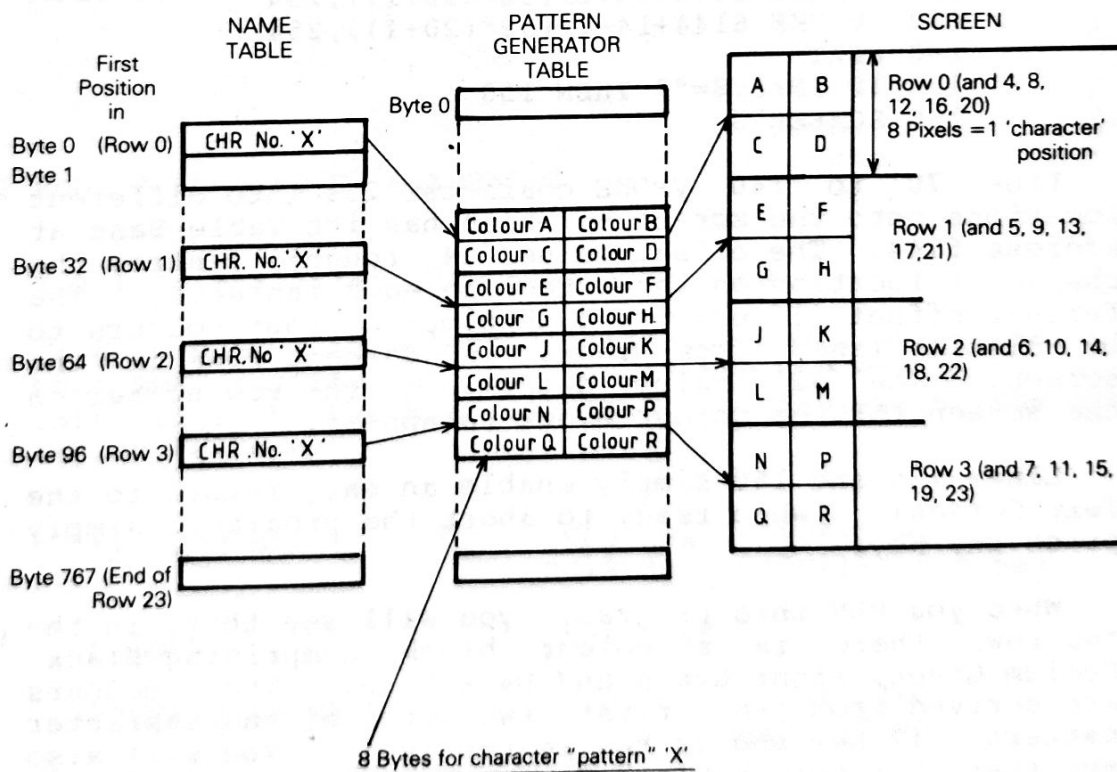 NAME
TABLE
PATTERN
GENERATOR
TABLE
SCREEN
First
Position
in
Byte 0 (Row 0)
CHR No. 'X'
Byte 1
Byte 32 (Row 1)
CHR. No. 'X'
Byte 64 (Row 2)
CHR.No 'X'
Byte 96 (Row 3)
CHR .No. 'X'
Byte 767 (End of
Row 23)
Byte 0
Colour A Colour B
Colour C Colour D
Colour E Colour F
Colour G Colour H
Colour J Colour K
Colour L Colour M
Colour N Colour P
Colour Q Colour R
8 Bytes for character "pattern" 'X'
A B
C D
E F
G H
J K
L M
N P
Q R
Row 0 (and 4, 8,
12, 16, 20)
8 Pixels = 1 'character'
position
Row 1 (and 5, 9, 13,
17,21)
Row 2 (and 6, 10, 14,
18, 22)
Row 3 (and 7, 11, 15,
19, 23)